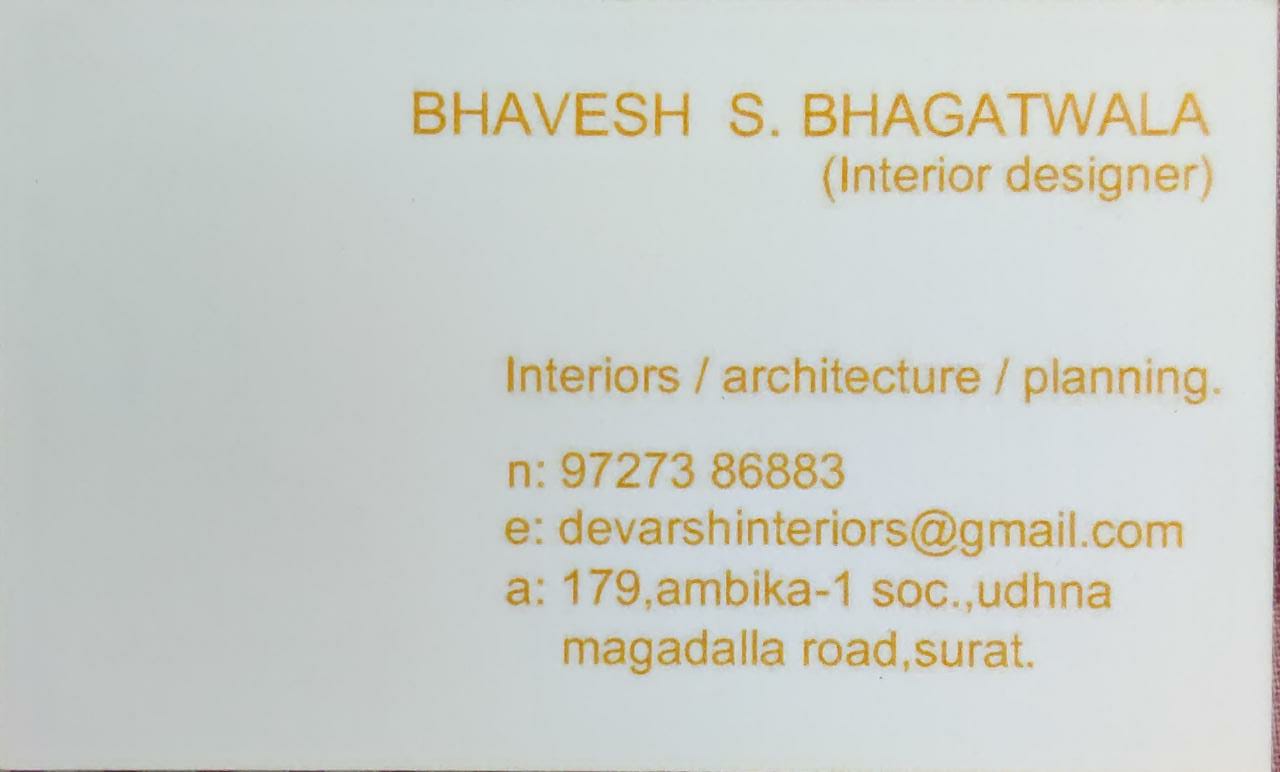 BHAVESH S. BHAGATWALA
(Interior designer)
Interiors / architecture / planning.
n: 97273 86883
e: devarshinteriors@gmail.com
a: 179,ambika-1 soc.,udhna
magadalla road,surat.